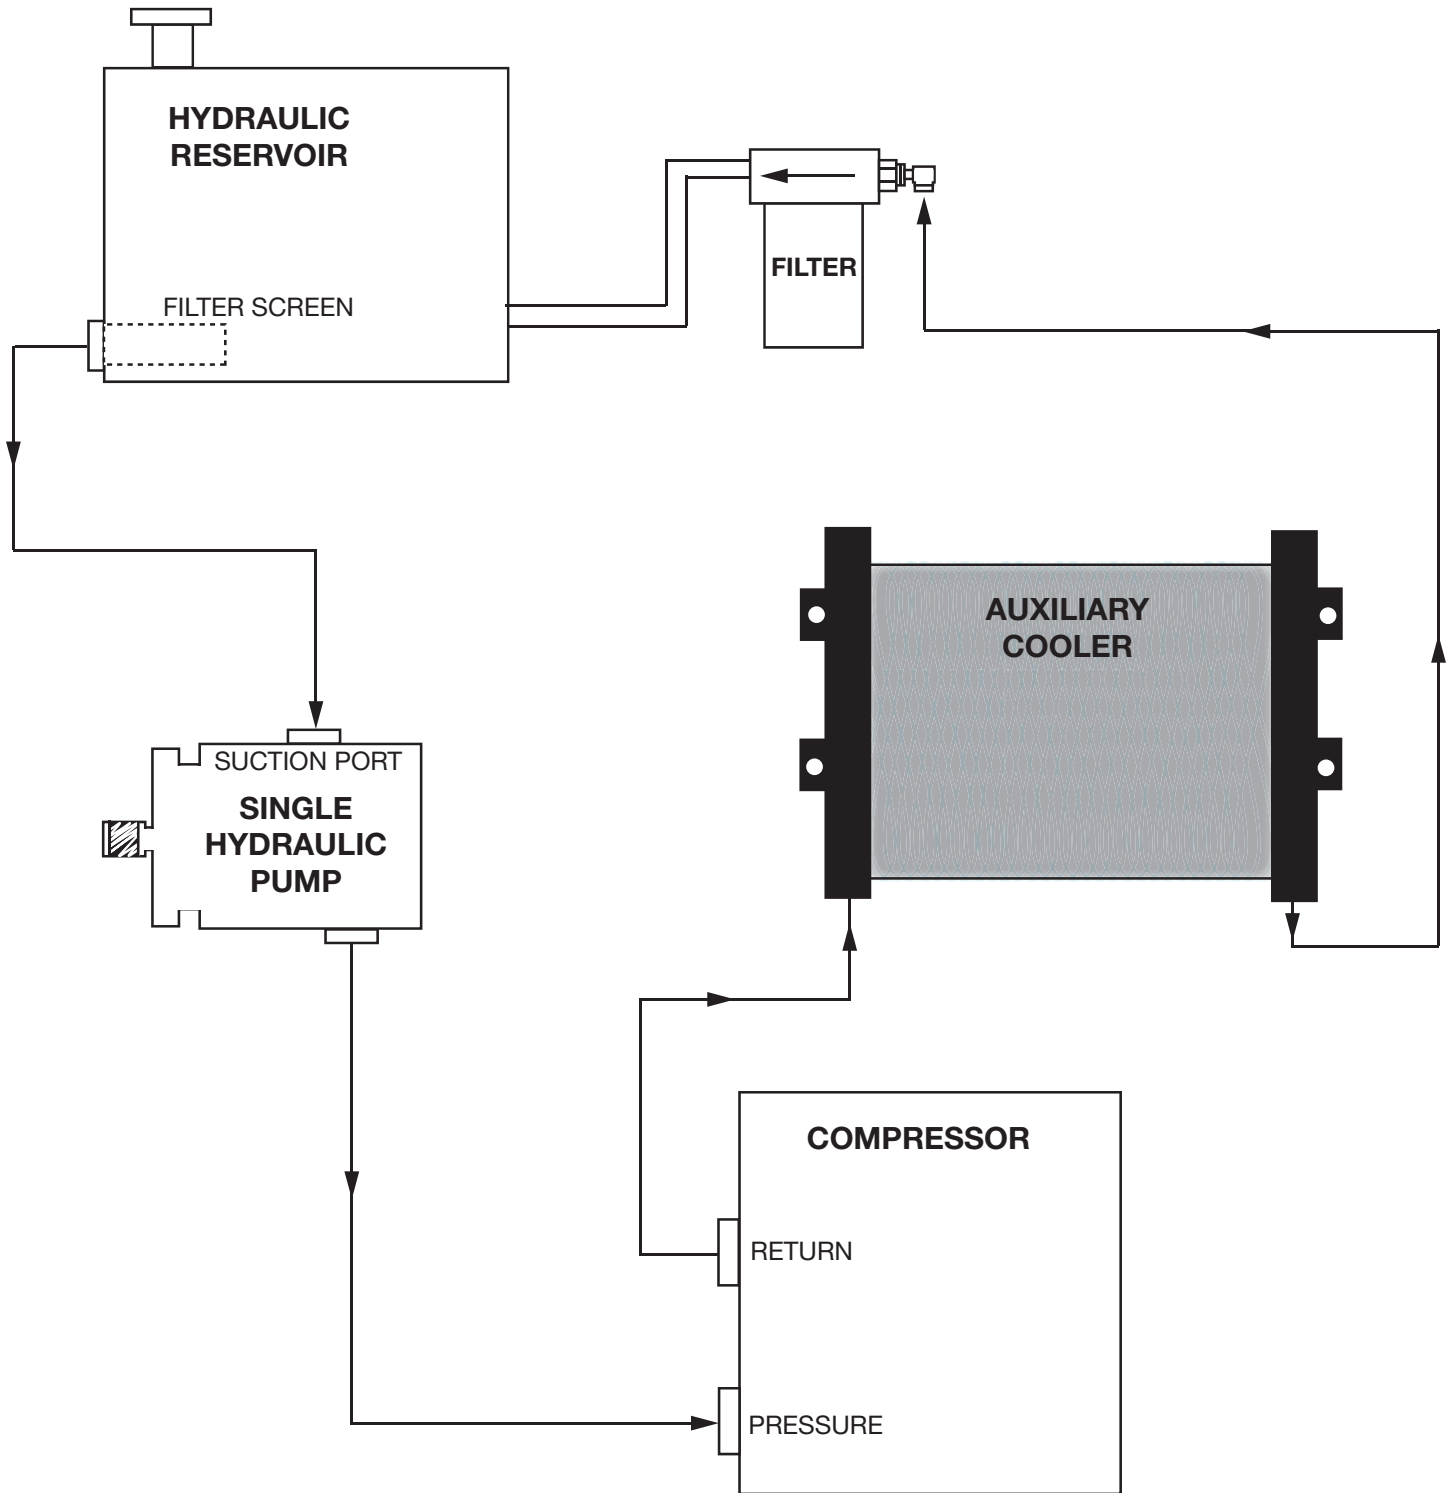 HYDRAULIC
RESERVOIR
FILTER
FILTER SCREEN
AUXILIARY
COOLER
SUCTION PORT
SINGLE
HYDRAULIC
PUMP
COMPRESSOR
RETURN
PRESSURE